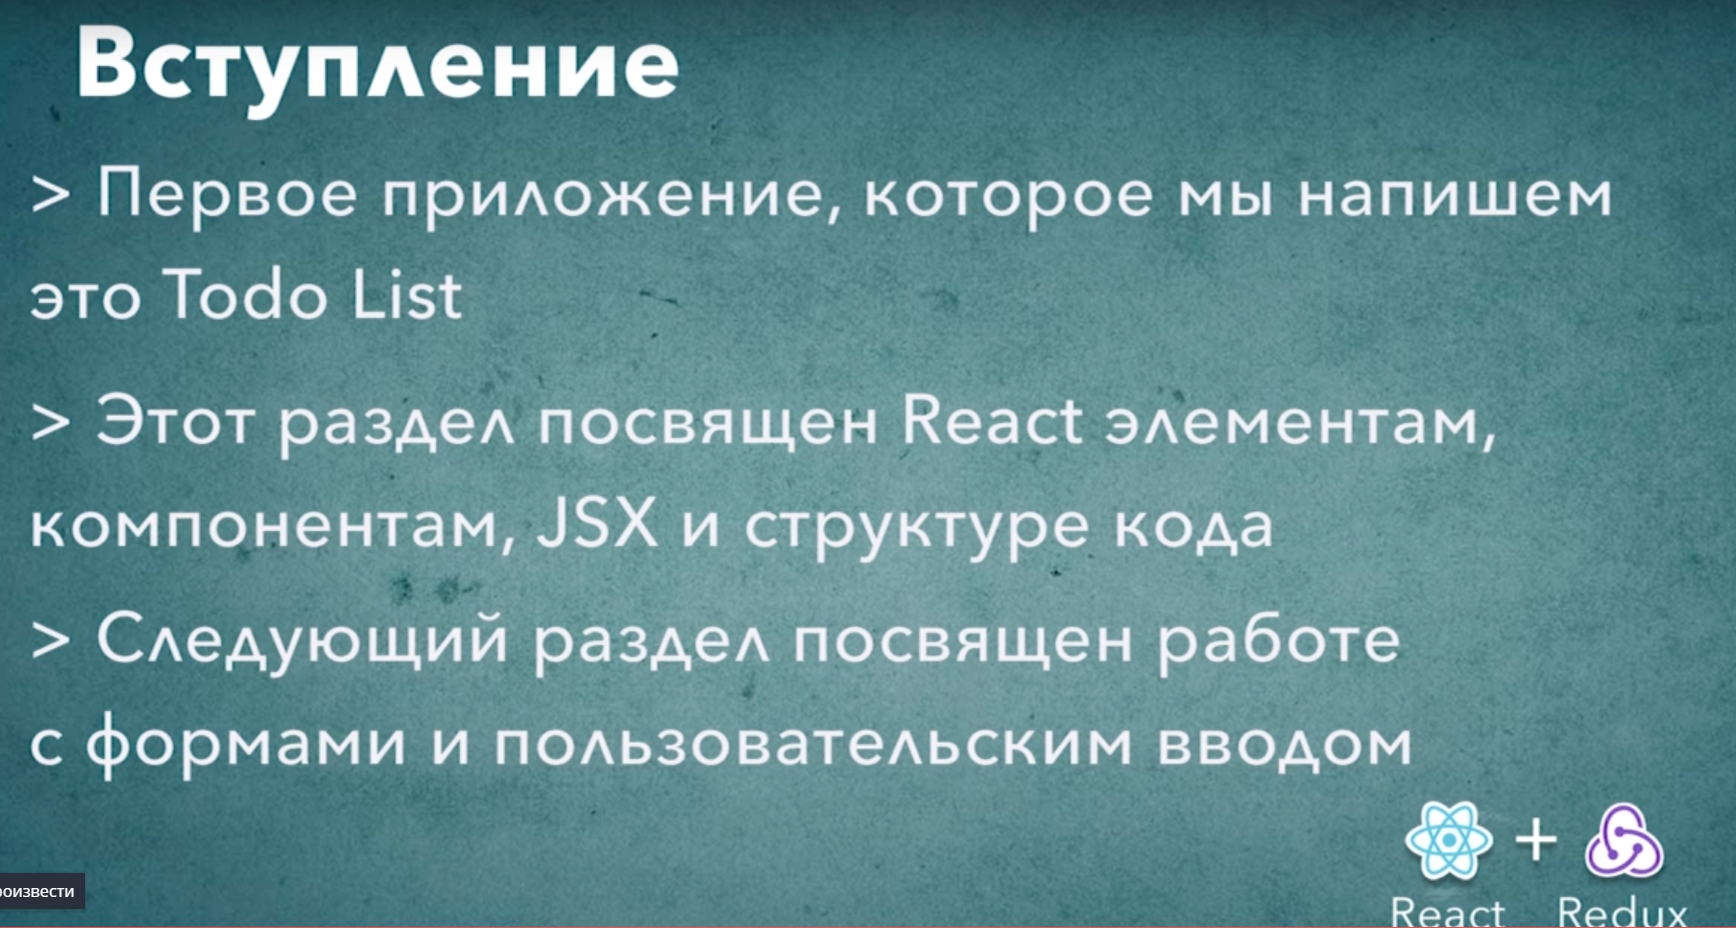 Вступление
> Первое приложение, которое мы напишем
это Todo List
> Этот раздел посвящен React элементам,
компонентам, JSX и структуре кода
> Следующий раздел посвящен работе
с формами и пользовательским вводом
+
React Redux